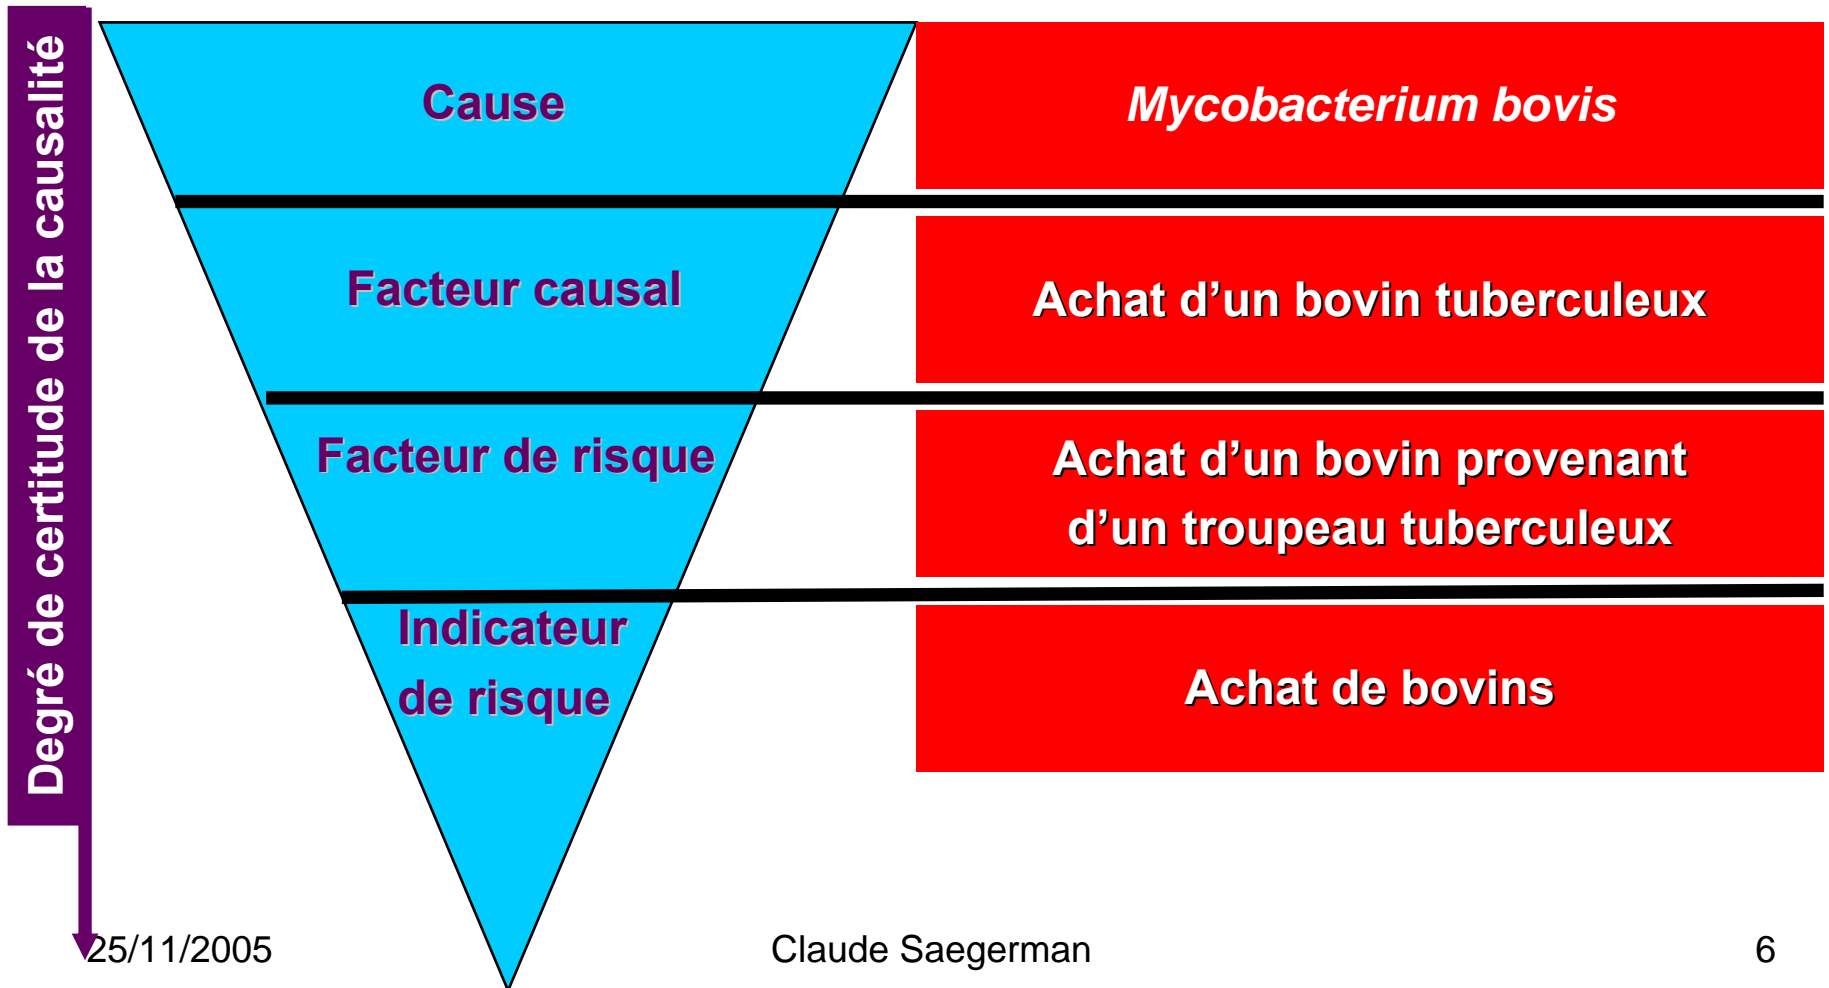 Degré de certitude de la causalité
Cause
Mycobacterium bovis
Facteur causal
Achat d’un bovin tuberculeux
Facteur de risque
Achat d’un bovin provenant
d’un troupeau tuberculeux
Indicateur
de risque
Achat de bovins
25/11/2005
Claude Saegerman
6